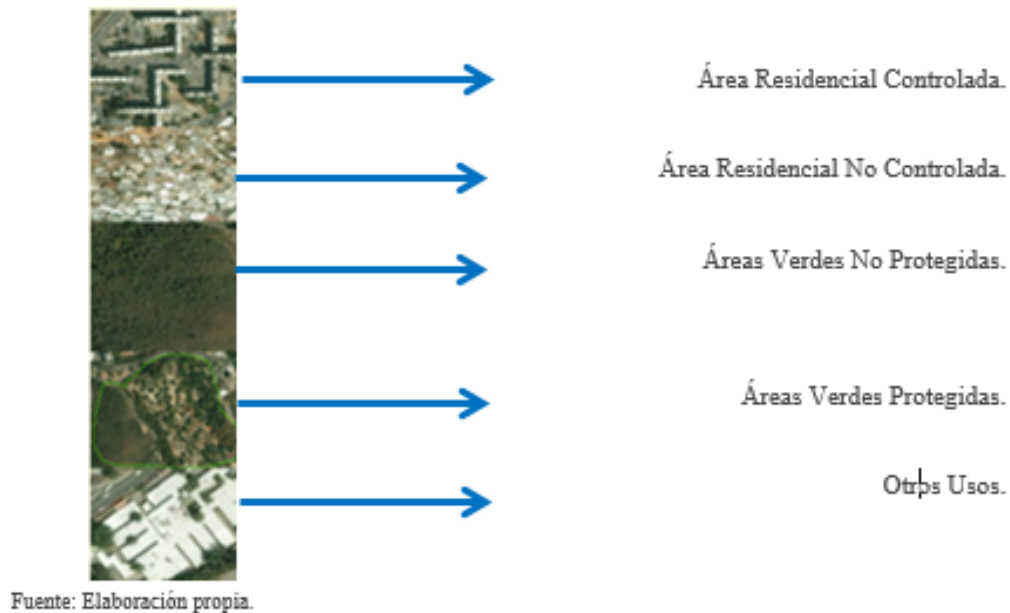 Área Residencial Controlada.
Área Residencial No Controlada.
Áreas Verdes No Protegidas.
Áreas Verdes Protegidas.
Otros Usos.
Fuente: Elaboración propia.